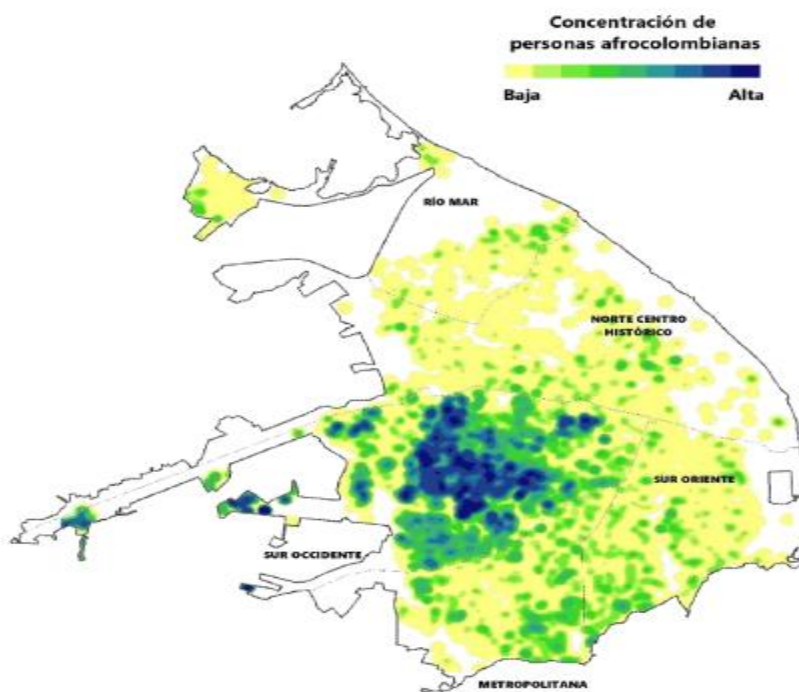 Concentración de
personas afrocolombianas
Baja Alta
RÍO MAR
NORTE CENTRO
HISTÓRICO
SUR ORIENTE
SUR OCCIDENTE
METROPOLITANA